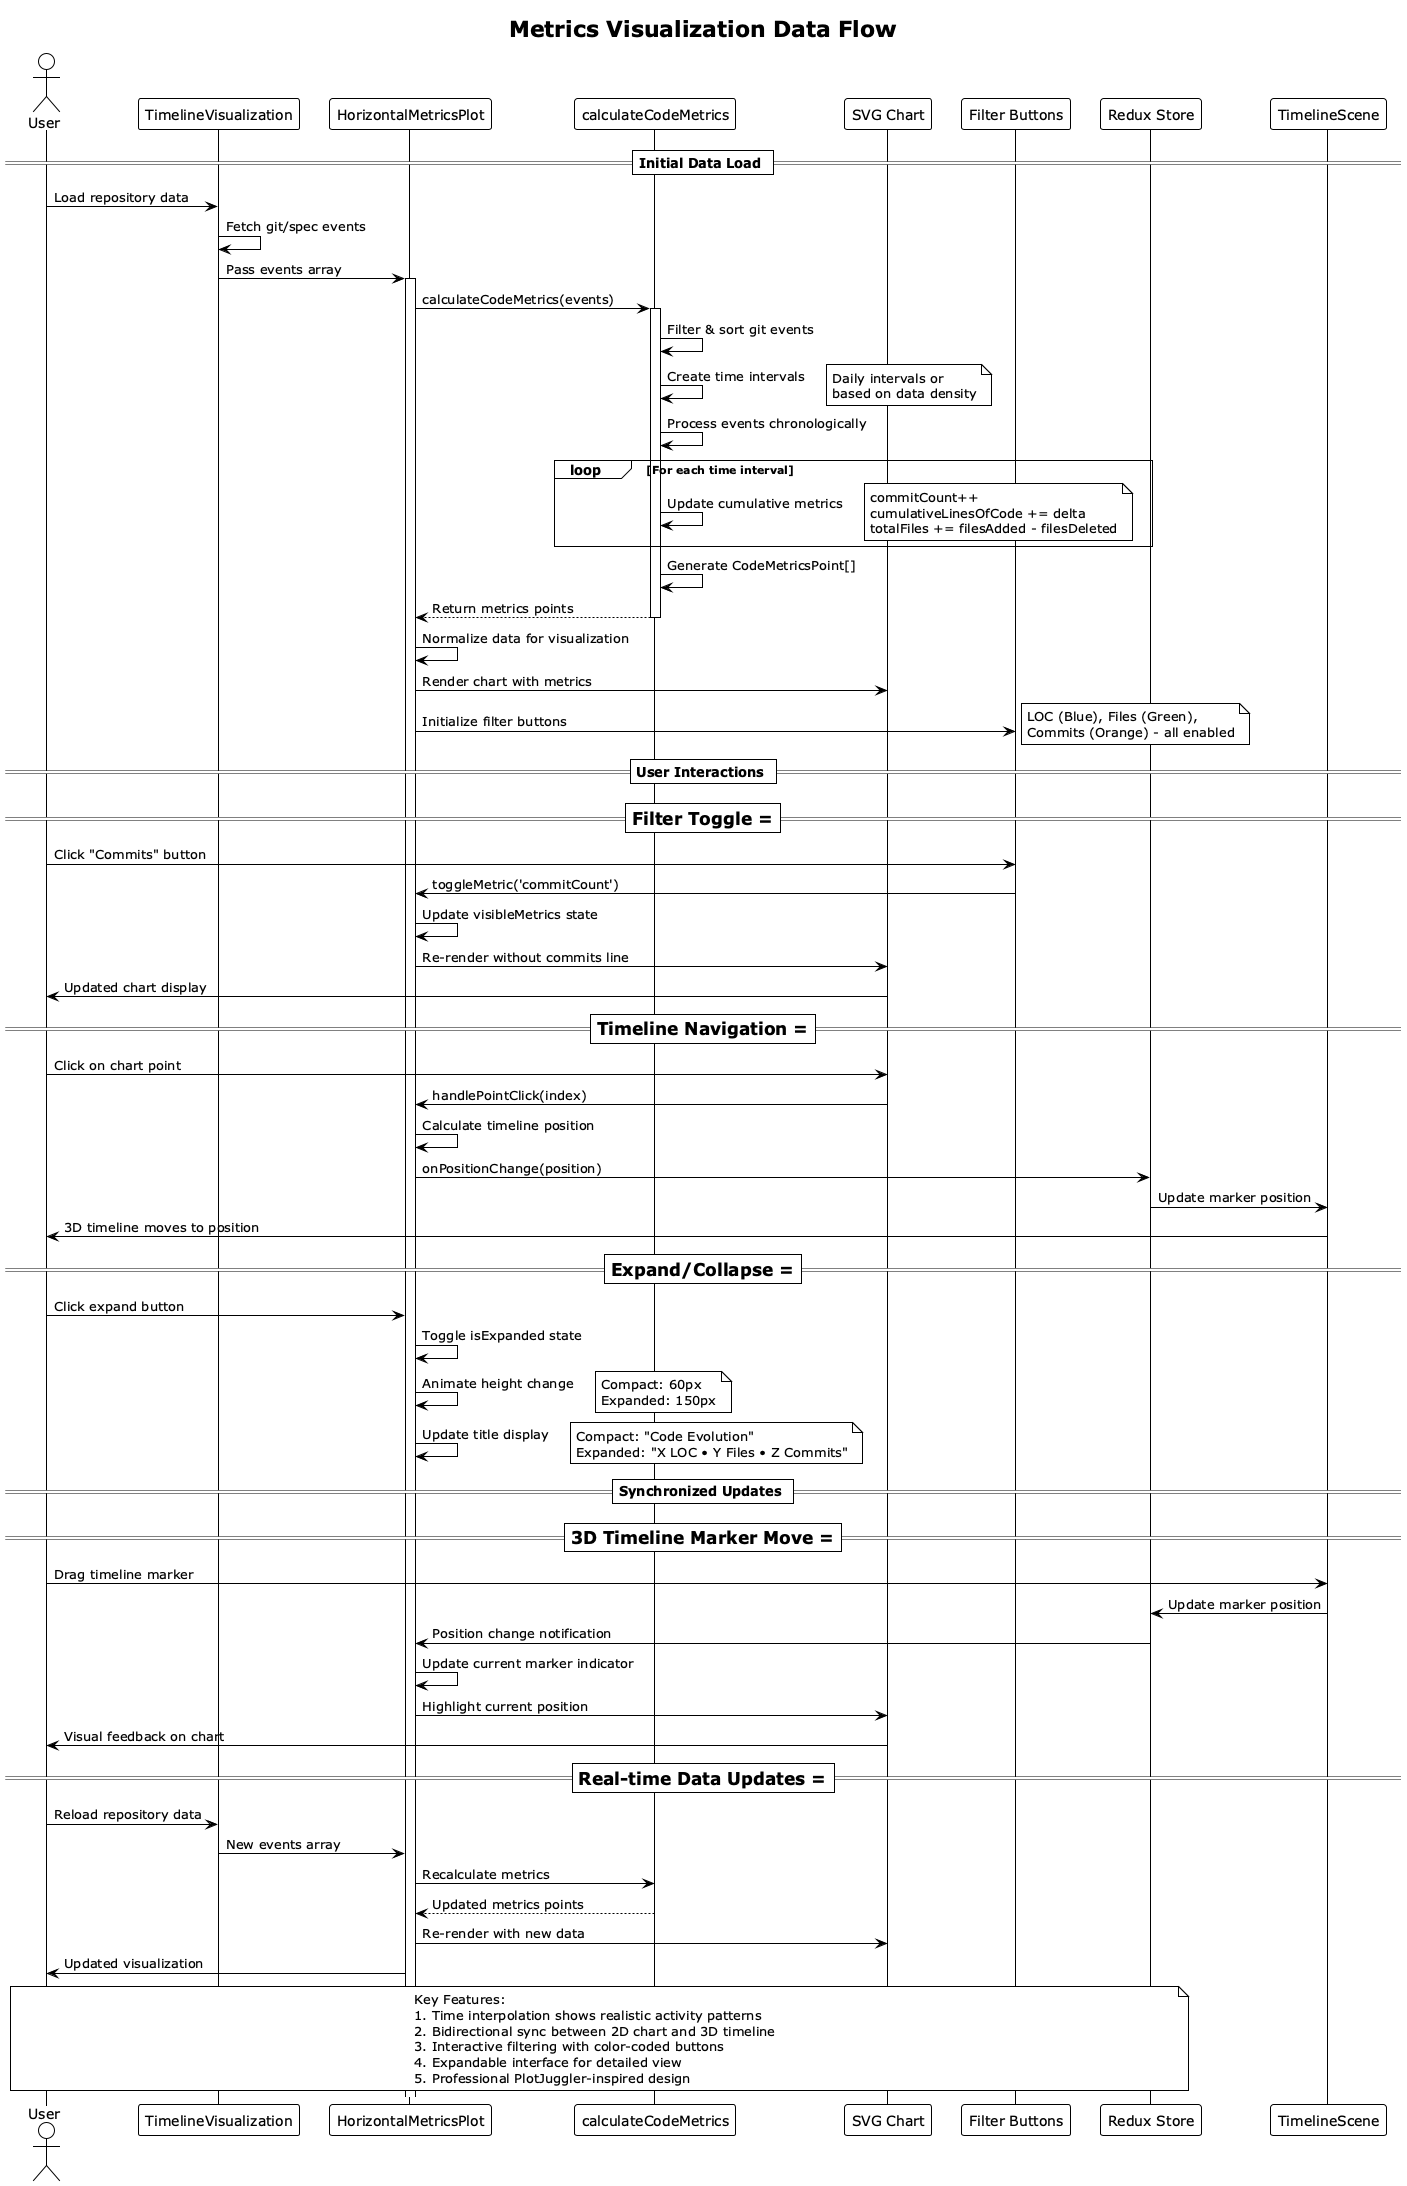 Metrics Visualization Data Flow
User
TimelineVisualization
HorizontalMetricsPlot
calculateCodeMetrics
SVG Chart
Filter Buttons
Redux Store
TimelineScene
Initial Data Load
Load repository data
Fetch git/spec events
Pass events array
calculateCodeMetrics(events)
Filter & sort git events
Create time intervals
Daily intervals or
based on data density
Process events chronologically
loop
[For each time interval]
Update cumulative metrics
commitCount++
cumulativeLinesOfCode += delta
totalFiles += filesAdded - filesDeleted
Generate CodeMetricsPoint[]
Return metrics points
Normalize data for visualization
Render chart with metrics
Initialize filter buttons
LOC (Blue), Files (Green),
Commits (Orange) - all enabled
User Interactions
Filter Toggle =
Click "Commits" button
toggleMetric('commitCount')
Update visibleMetrics state
Re-render without commits line
Updated chart display
Timeline Navigation =
Click on chart point
handlePointClick(index)
Calculate timeline position
onPositionChange(position)
Update marker position
3D timeline moves to position
Expand/Collapse =
Click expand button
Toggle isExpanded state
Animate height change
Compact: 60px
Expanded: 150px
Update title display
Compact: "Code Evolution"
Expanded: "X LOC • Y Files • Z Commits"
Synchronized Updates
3D Timeline Marker Move =
Drag timeline marker
Update marker position
Position change notification
Update current marker indicator
Highlight current position
Visual feedback on chart
Real-time Data Updates =
Reload repository data
New events array
Recalculate metrics
Updated metrics points
Re-render with new data
Updated visualization
Key Features:
1. Time interpolation shows realistic activity patterns
2. Bidirectional sync between 2D chart and 3D timeline
3. Interactive filtering with color-coded buttons
4. Expandable interface for detailed view
5. Professional PlotJuggler-inspired design
User
TimelineVisualization
HorizontalMetricsPlot
calculateCodeMetrics
SVG Chart
Filter Buttons
Redux Store
TimelineScene